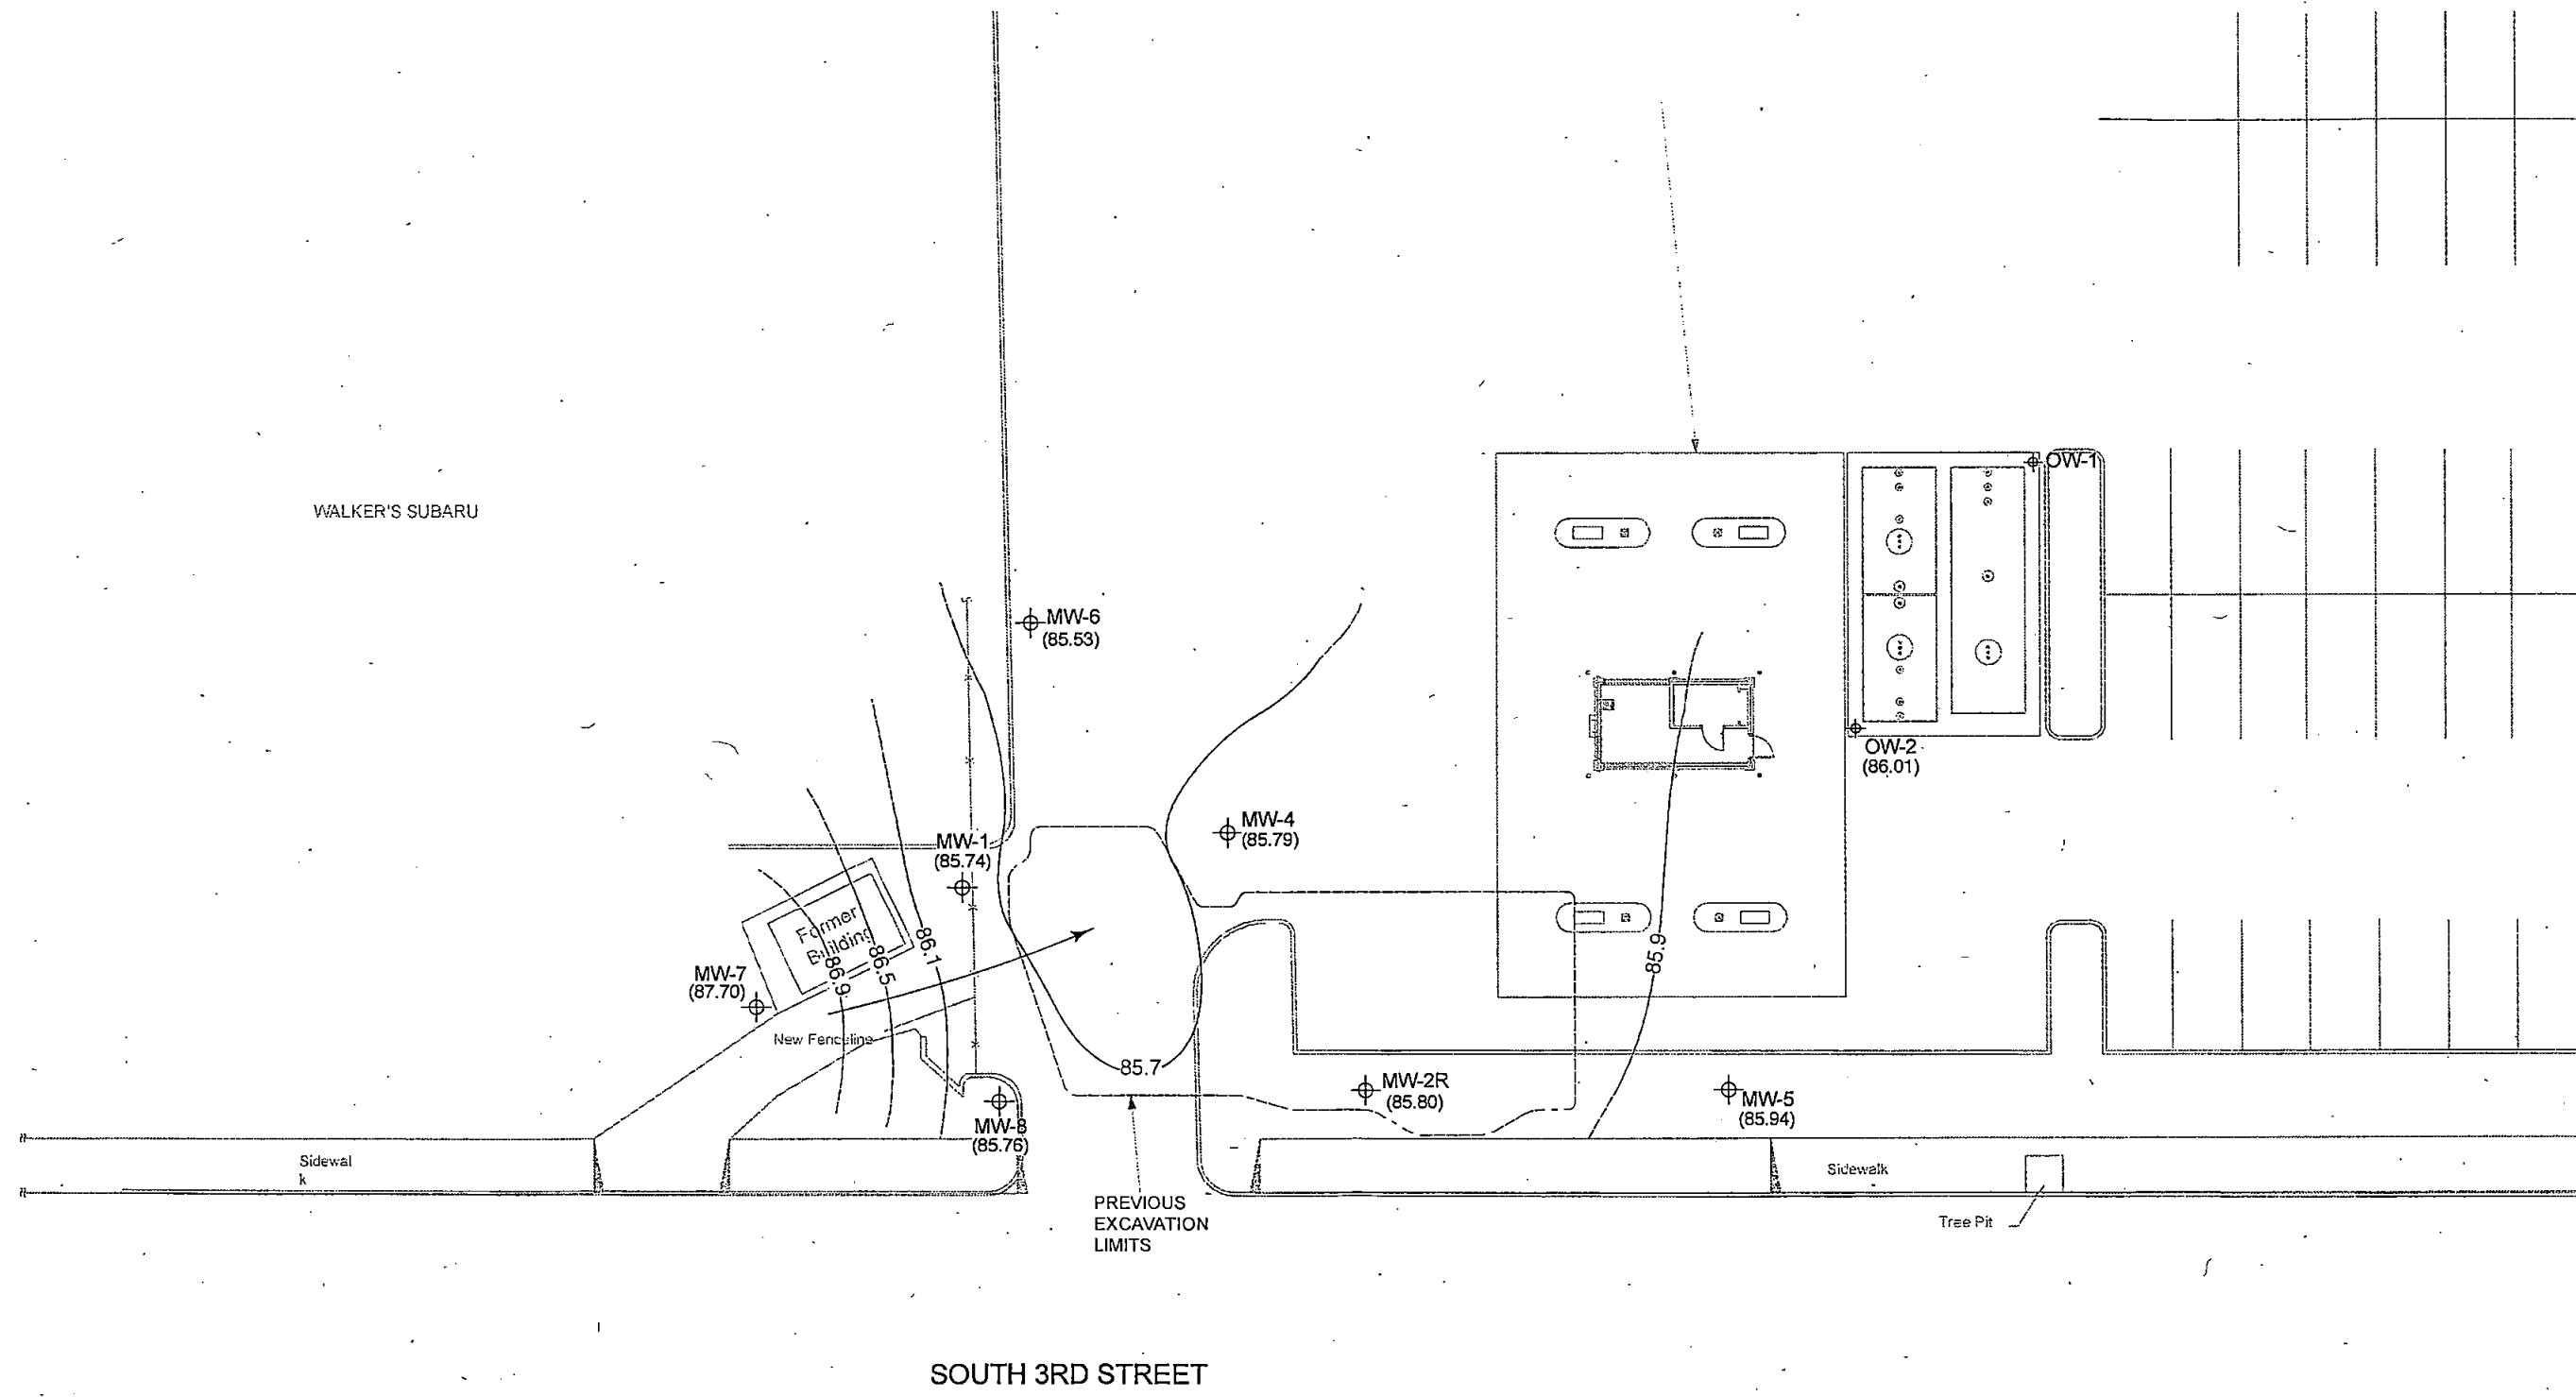 OW-1
WALKER'S SUBARU
MW-6
(85.53)
OW-2
(86.01)
MW-4
(85.79)
MW-1
(85.74)
Former
Building
86.1
86.5
86.9
85.9
MW-7
(87.70)
New Fenceline
85.7
MW-2R
(85.80)
MW-5
(85.94)
MW-8
(85.76)
Sidewal
k
Sidewalk
PREVIOUS
EXCAVATION
LIMITS
Tree Pit
SOUTH 3RD STREET